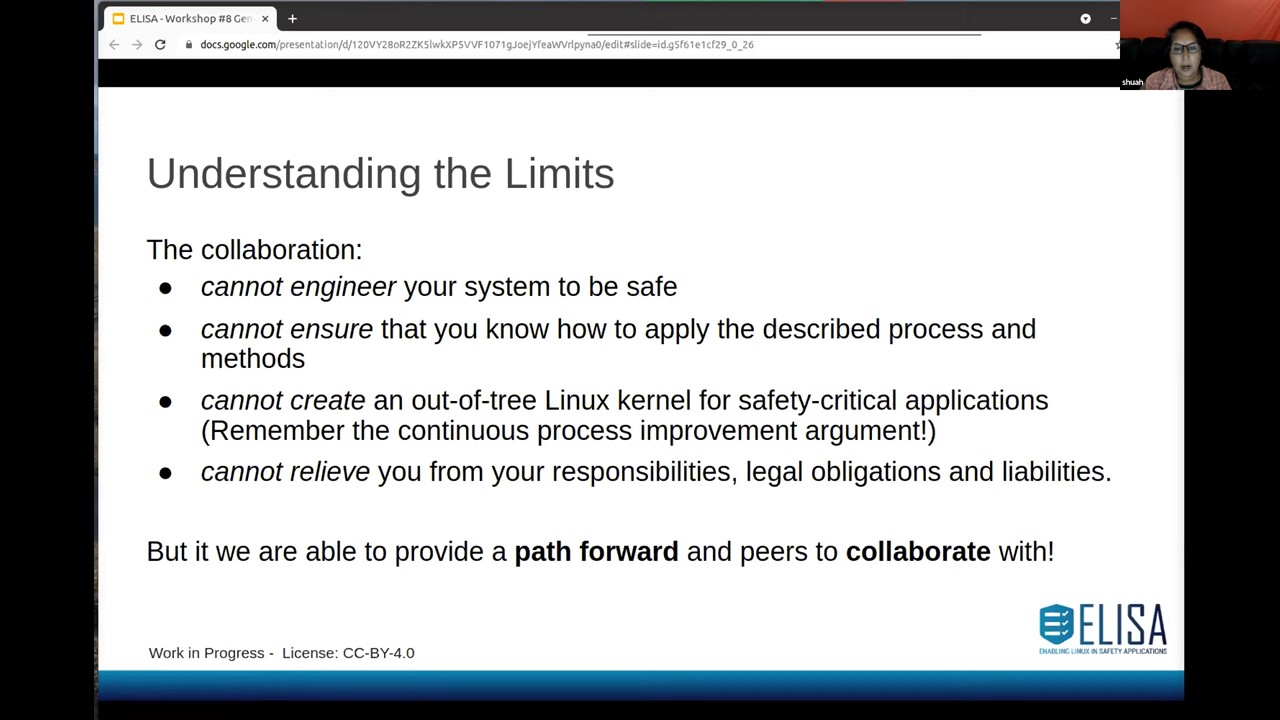 ELISA - Workshop #8 Gen
docs.google.com/presentation/d/120VY28oR2ZK5lwkXP5VVF1071gJoejYfeaWVrlpyna0/edit#slide=id.g5f61e1cf29_0_26
shuah
Understanding the Limits
The collaboration:
● cannot engineer your system to be safe
● cannot ensure that you know how to apply the described process and
methods
● cannot create an out-of-tree Linux kernel for safety-critical applications
(Remember the continuous process improvement argument!)
● cannot relieve you from your responsibilities, legal obligations and liabilities.
But it we are able to provide a path forward and peers to collaborate with!
ELISA
ENABLING LINUX IN SAFETY APPLICATIONS
Work in Progress - License: CC-BY-4.0